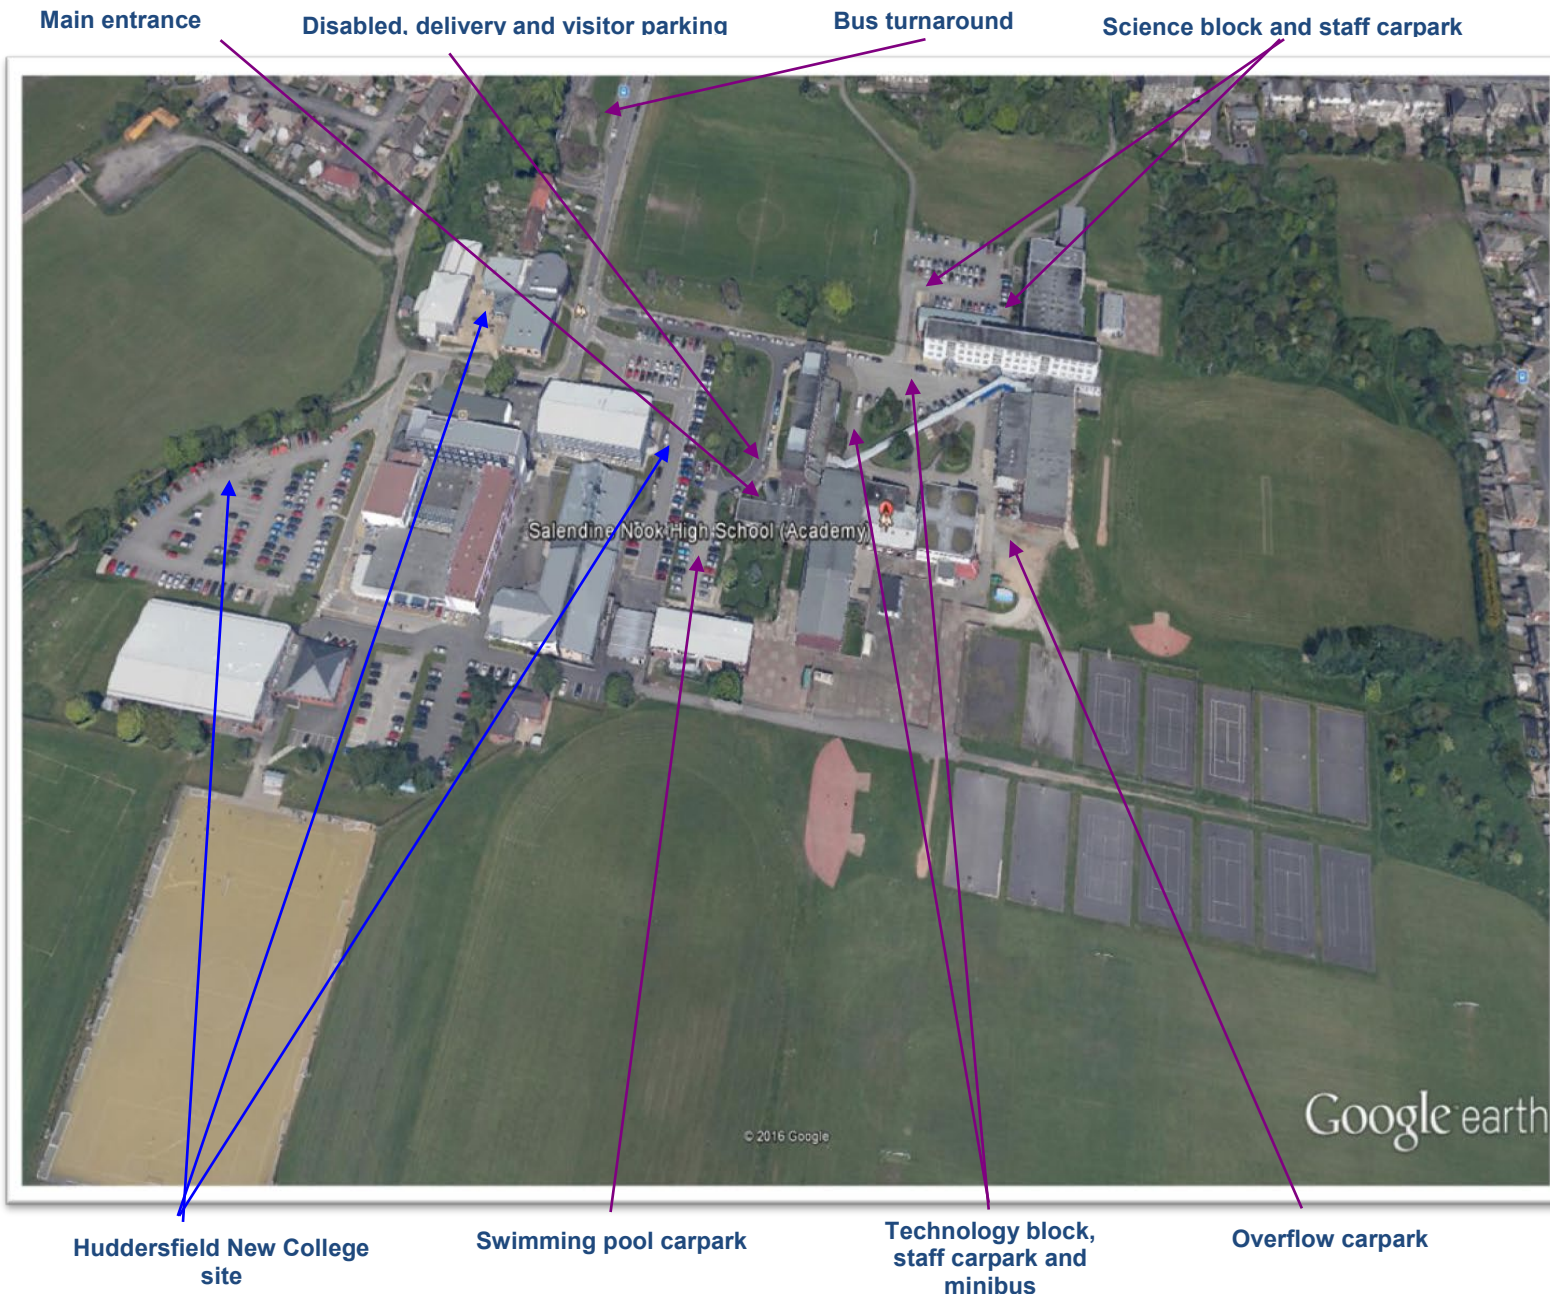 Main entrance
Disabled, delivery and visitor parking
Bus turnaround
Science block and staff carpark
Salendine Nook High School (Academy)
Google earth
© 2016 Google
Huddersfield New College
site
Swimming pool carpark
Technology block,
staff carpark and
minibus
Overflow carpark